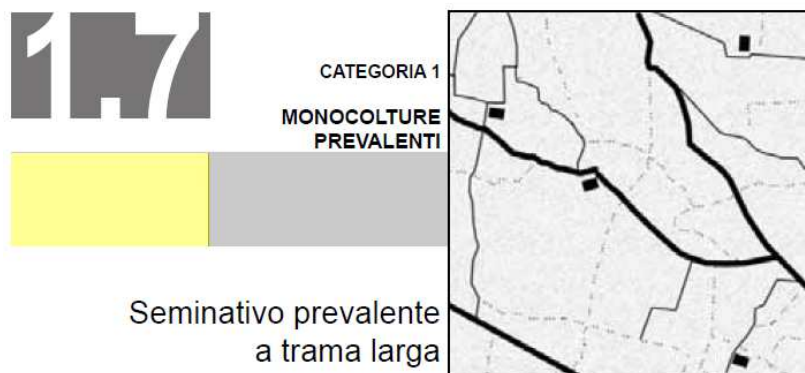 1.7
CATEGORIA 1
MONOCOLTURE
PREVALENTI
Seminativo prevalente
a trama larga